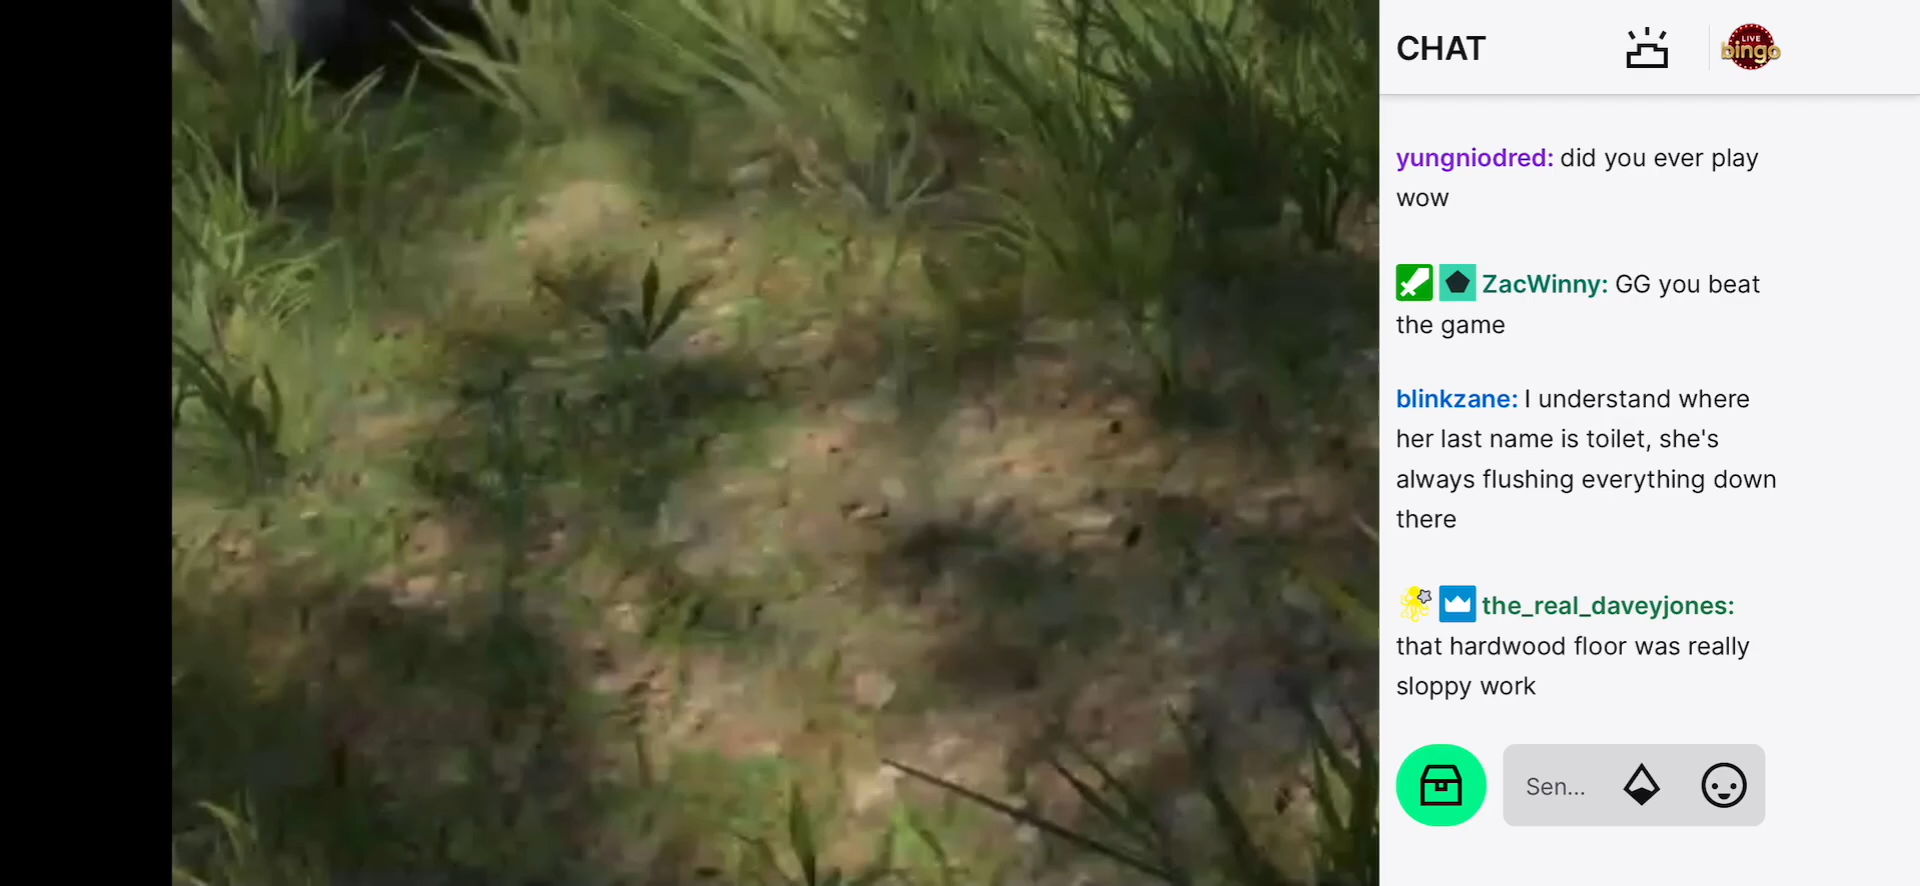 CHAT
LIVE
bingo
yungniodred: did you ever play
wow
ZacWinny: GG you beat
the game
blinkzane: I understand where
her last name is toilet, she's
always flushing everything down
there
the_real_daveyjones:
that hardwood floor was really
sloppy work
Sen...